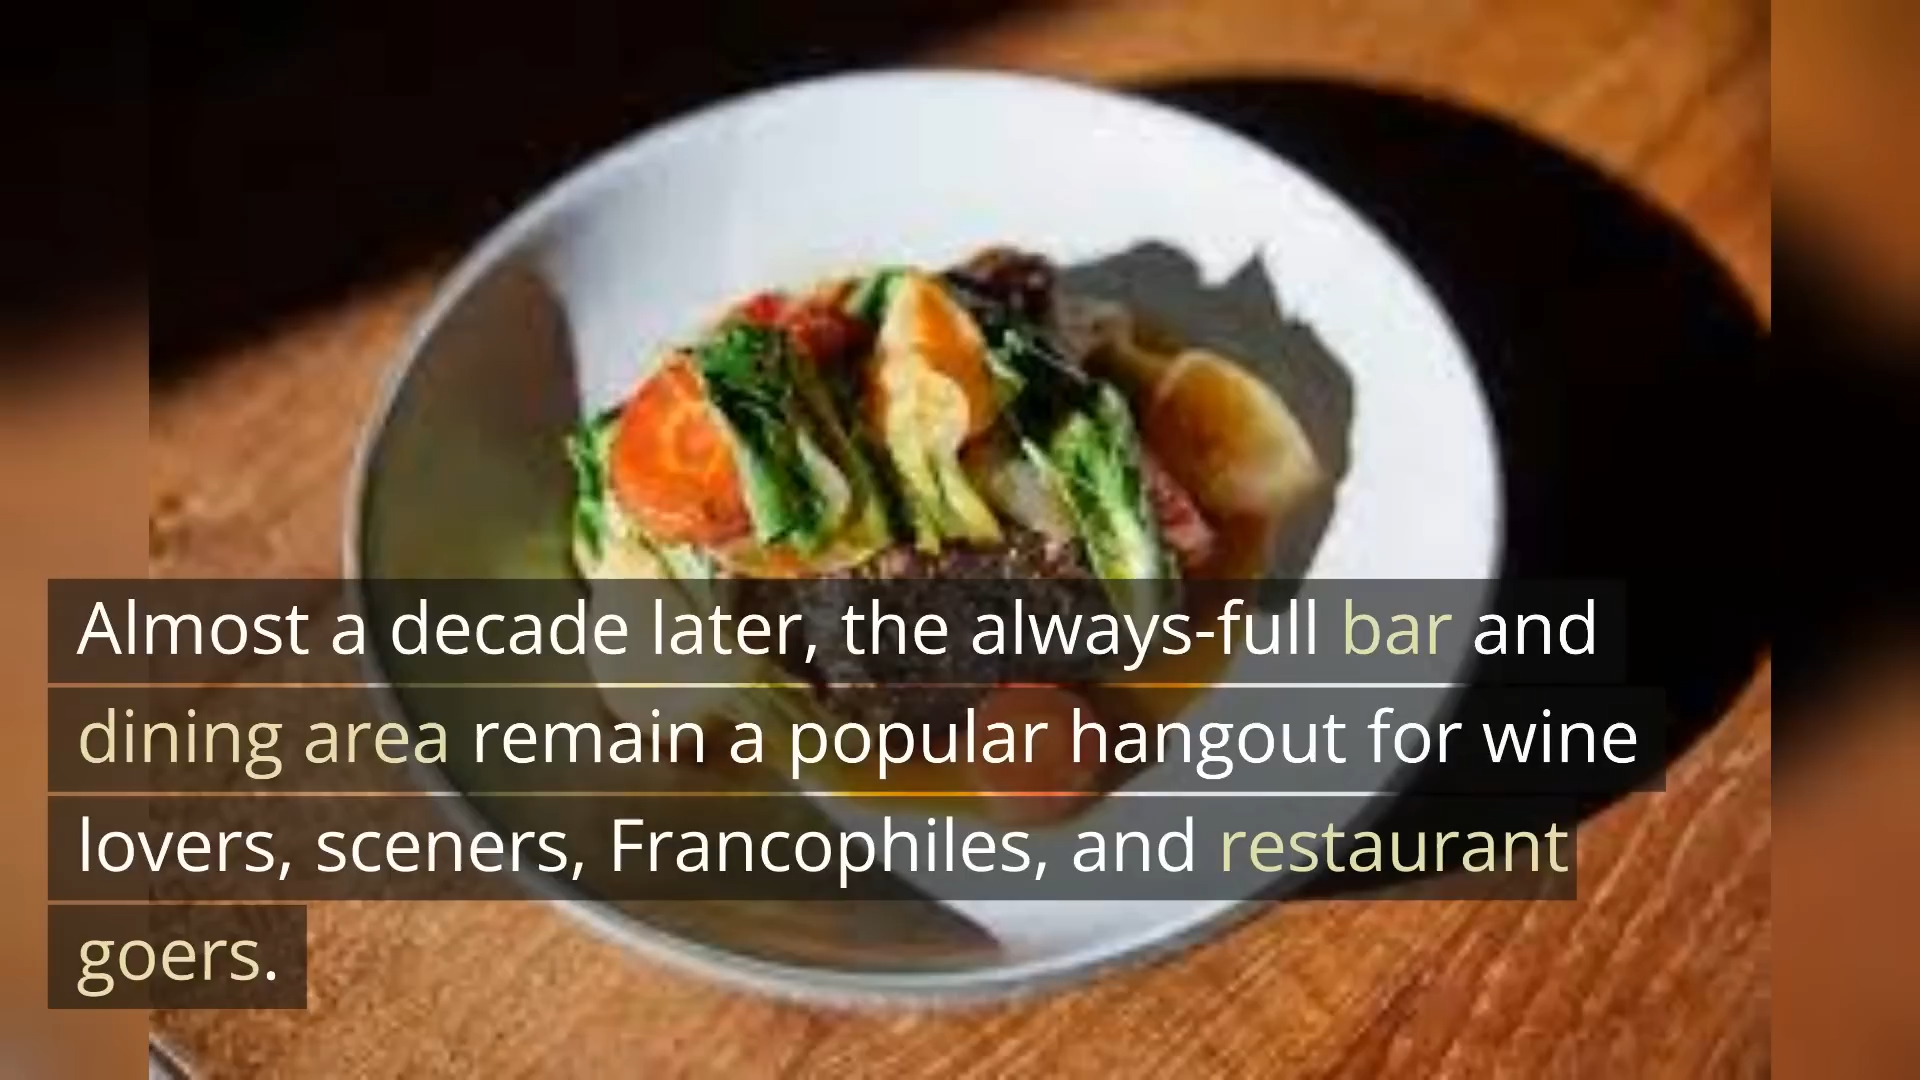 Almost a decade later, the always-full bar and
dining area remain a popular hangout for wine
lovers, sceners, Francophiles, and restaurant
goers.